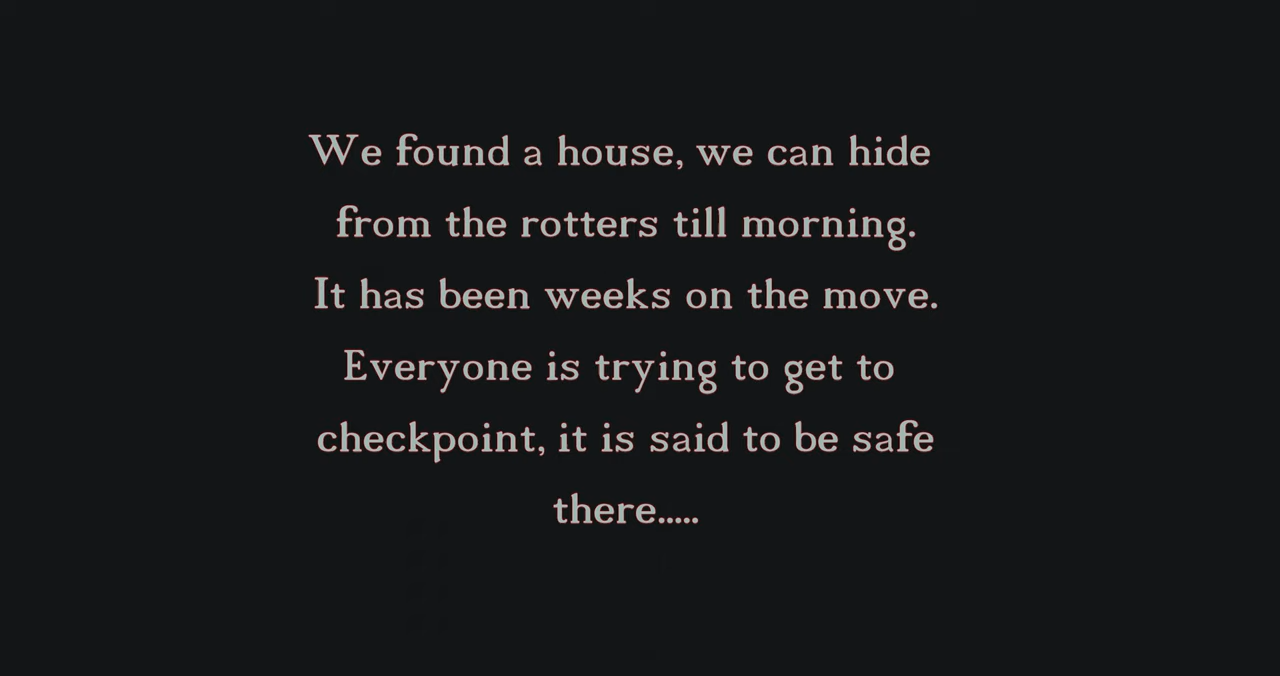 We found a house, we can hide
from the rotters till morning.
It has been weeks on the move.
Everyone is trying to get to
checkpoint, it is said to be safe
there.....